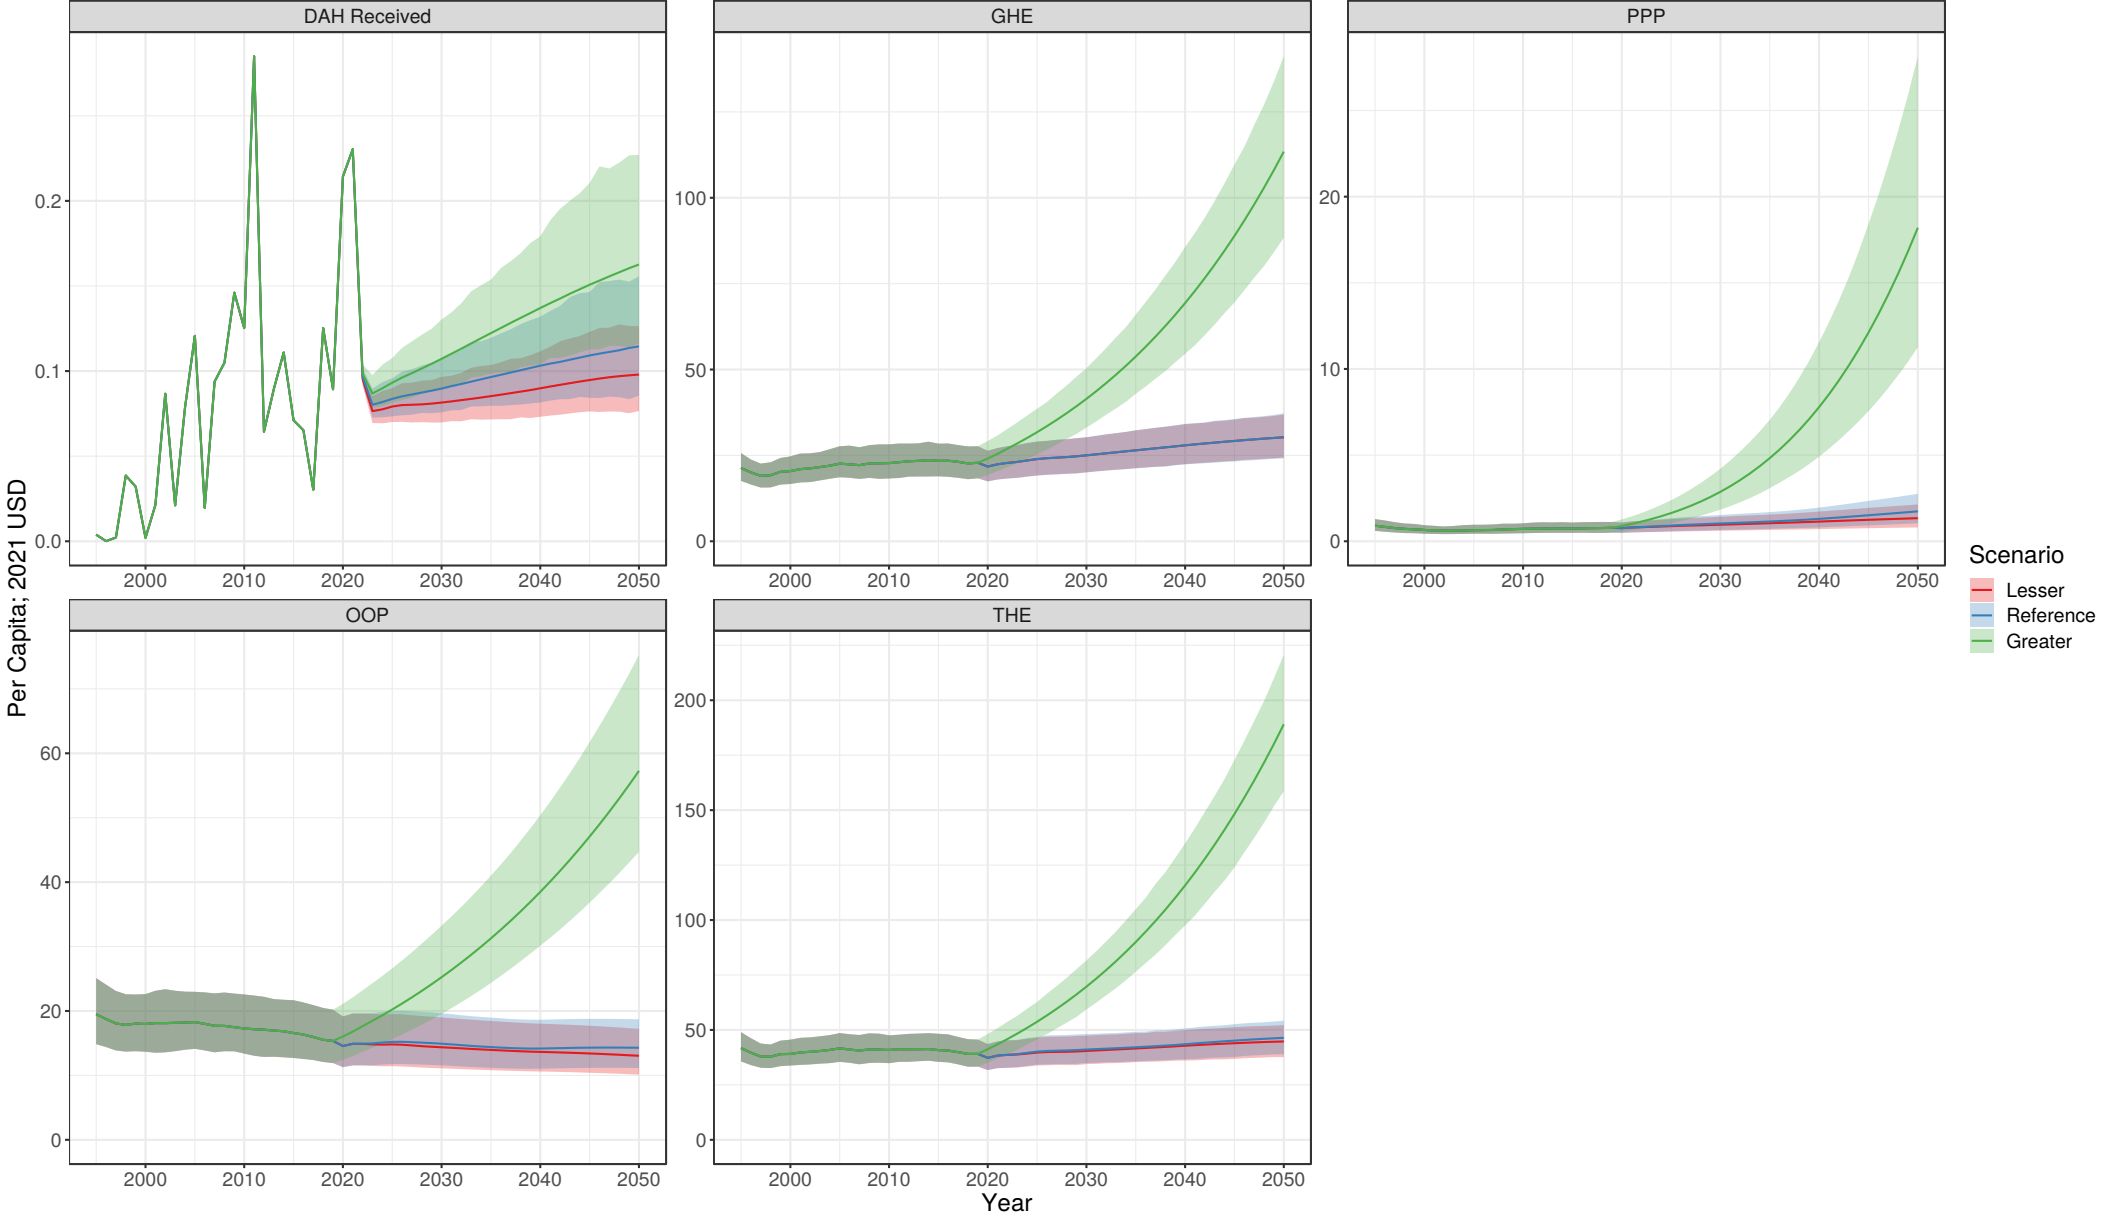 DAH Received
GHE
PPP
0.2
0.1
0.0
100
50
0
20
10
0
2000 2010 2020 2030 2040 2050
2000 2010 2020 2030 2040 2050
2000 2010 2020 2030 2040 2050
Per Capita; 2021 USD
OOP
THE
60
40
20
0
200
150
100
50
0
2000 2010 2020 2030 2040 2050
2000 2010 2020 2030 2040 2050
Year
Scenario
Lesser
Reference
Greater